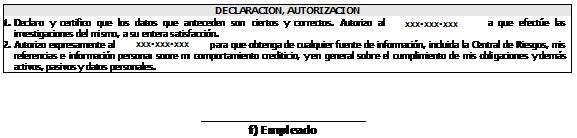 DECLARACION, AUTORIZACION
1. Declaro y certifico que los datos que anteceden son ciertos y correctos. Autorizo al xxx-xxx-xxx a que efectúe las
investigaciones del mismo, a su entera satisfacción.
2. Autorizo expresamente al xxx-xxx-xxx para que obtenga de cualquier fuente de información, incluida la Central de Riesgos, mis
referencias e información personal sobre mi comportamiento crediticio, y en general sobre el cumplimiento de mis obligaciones y demás
activos, pasivos y datos personales.
f) Empleado